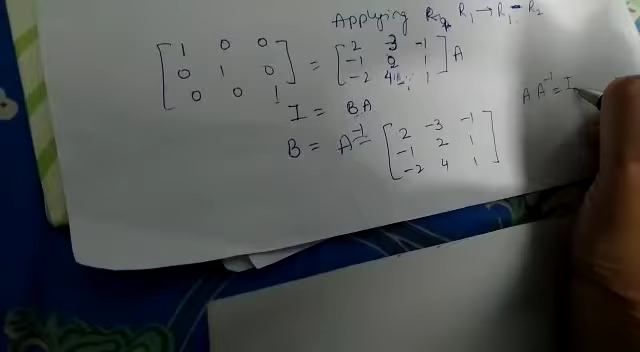 Applying R₁ → R₁ - R₂
[1 0 0
0 1 0
0 0 1] = [2 -3 -1
-1 2 1
-2 4 1] A
I = BA
B = A⁻¹ = [2 -3 -1
-1 2 1
-2 4 1]
A A⁻¹ = I